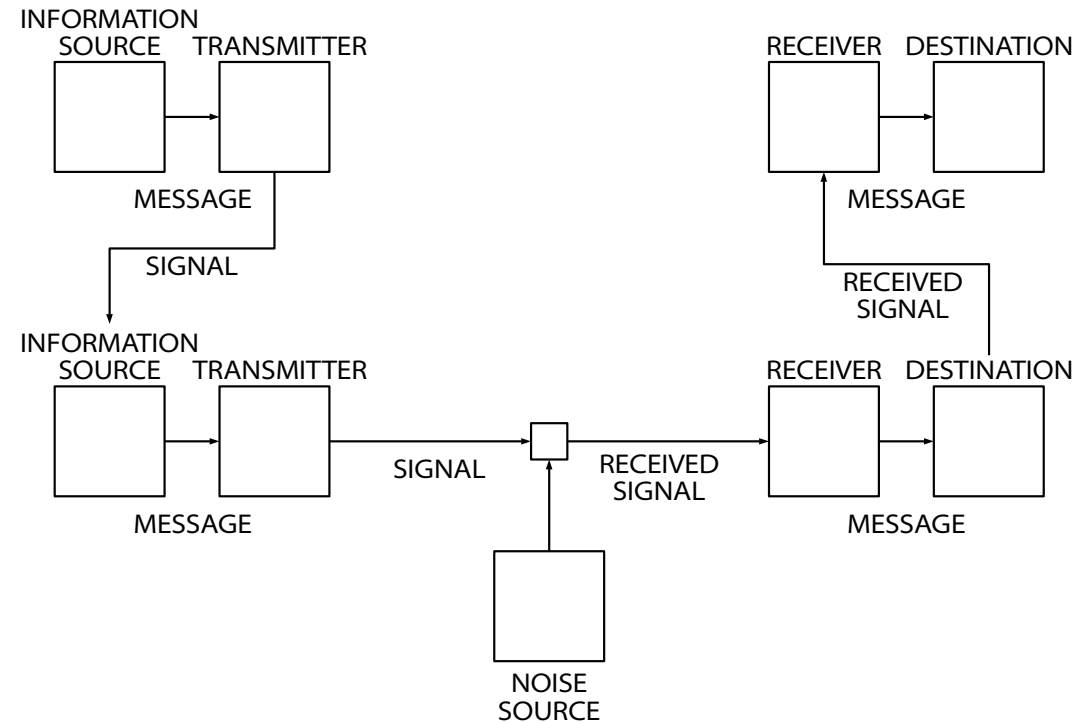 INFORMATION
SOURCE
TRANSMITTER
RECEIVER
DESTINATION
MESSAGE
MESSAGE
SIGNAL
RECEIVED
SIGNAL
INFORMATION
SOURCE
TRANSMITTER
RECEIVER
DESTINATION
SIGNAL
RECEIVED
SIGNAL
MESSAGE
MESSAGE
NOISE
SOURCE